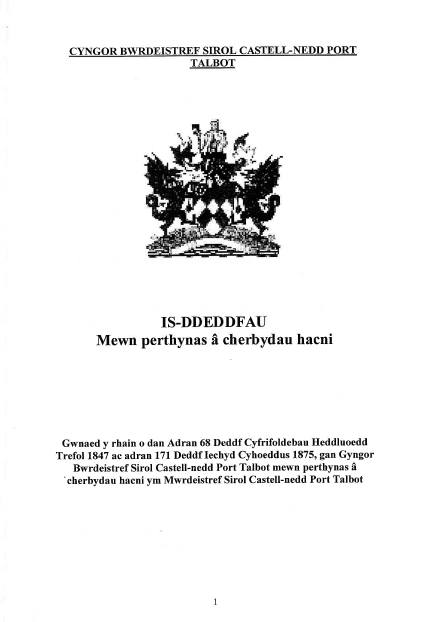 CYNGOR BWRDEISTREF SIROL CASTELL-NEDD PORT
TALBOT
IS-DDEDDFAU
Mewn perthynas â cherbydau hacni
Gwnaed y rhain o dan Adran 68 Deddf Cyfrifoldebau Heddluoedd
Trefol 1847 ac adran 171 Deddf Iechyd Cyhoeddus 1875, gan Gyngor
Bwrdeistref Sirol Castell-nedd Port Talbot mewn perthynas â
cherbydau hacni ym Mwrdeistref Sirol Castell-nedd Port Talbot
1